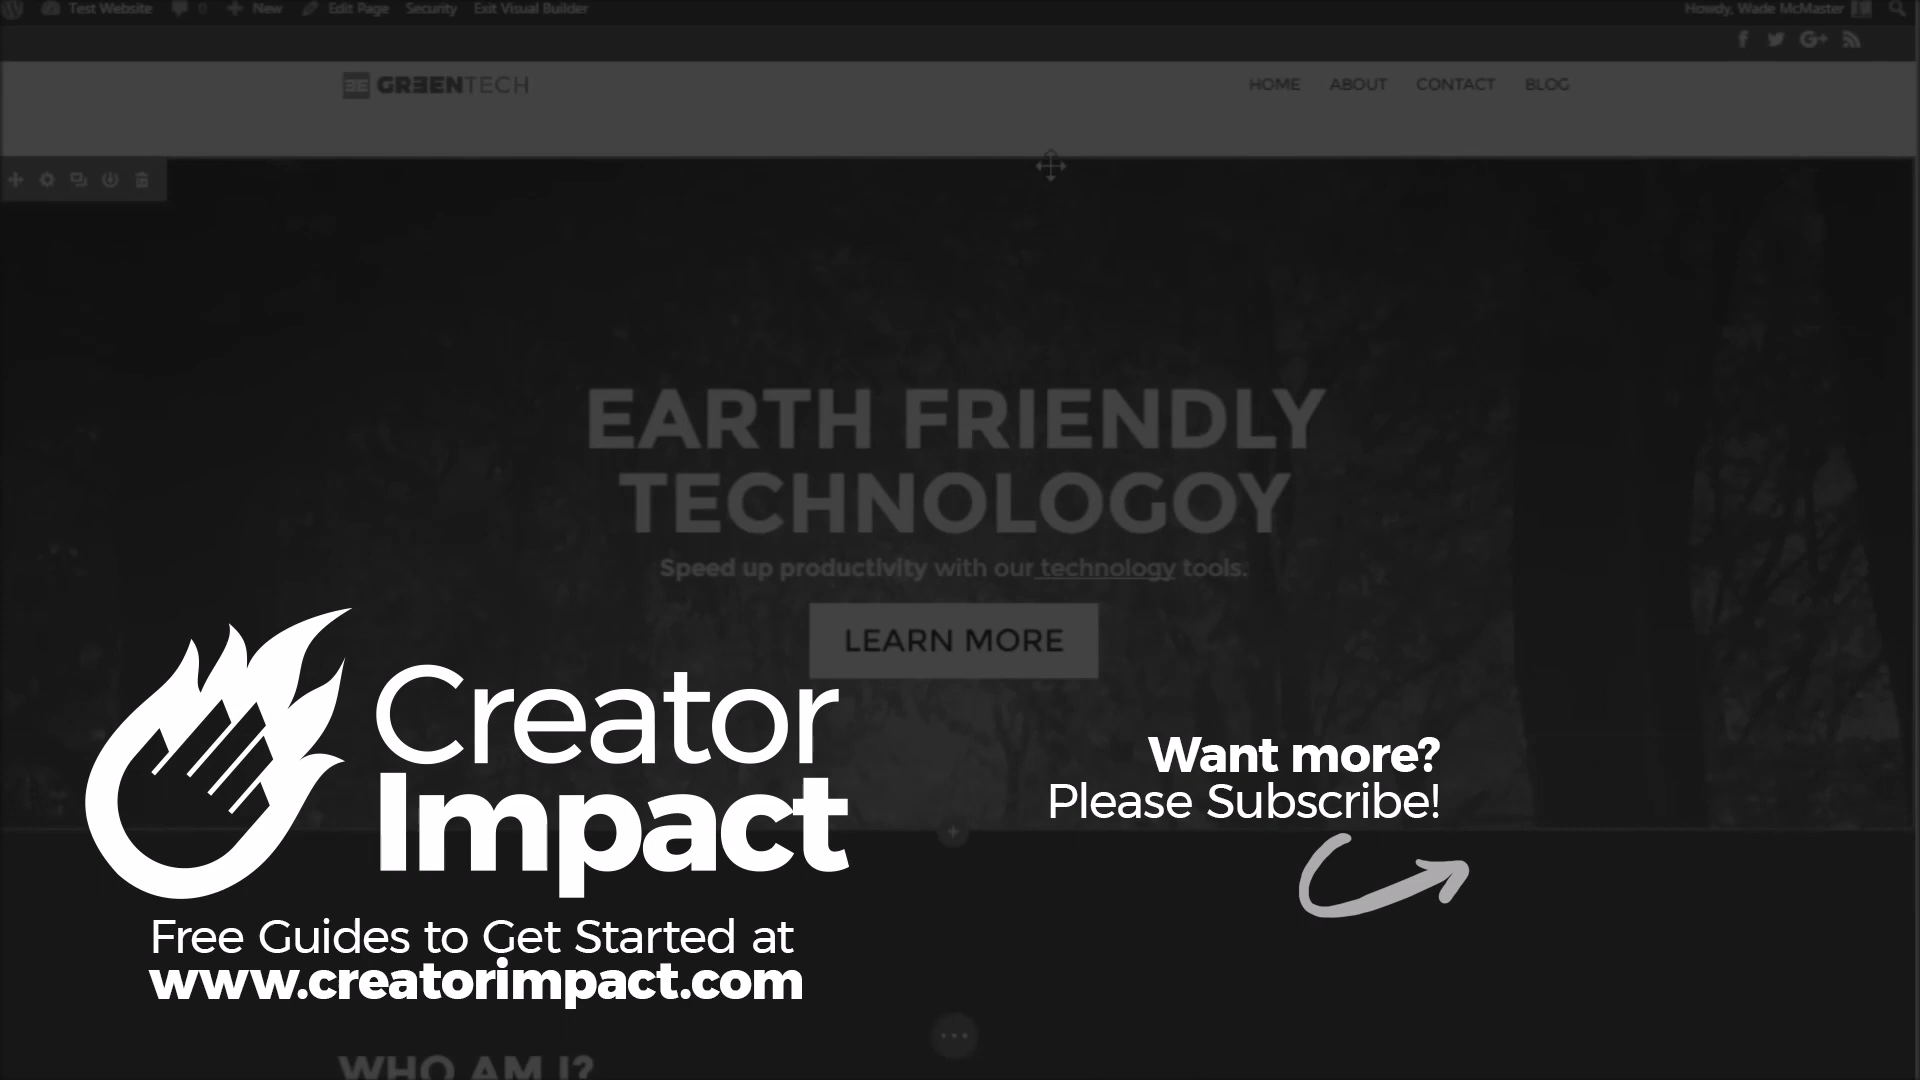 Test Website 0 New Edit Page Security Exit Visual Builder Howdy, Wade McMaster
GREENTECH HOME ABOUT CONTACT BLOG
EARTH FRIENDLY
TECHNOLOGOY
Speed up productivity with our technology tools.
LEARN MORE
Creator
Impact
Want more?
Please Subscribe!
Free Guides to Get Started at
www.creatorimpact.com
WHO AM I?